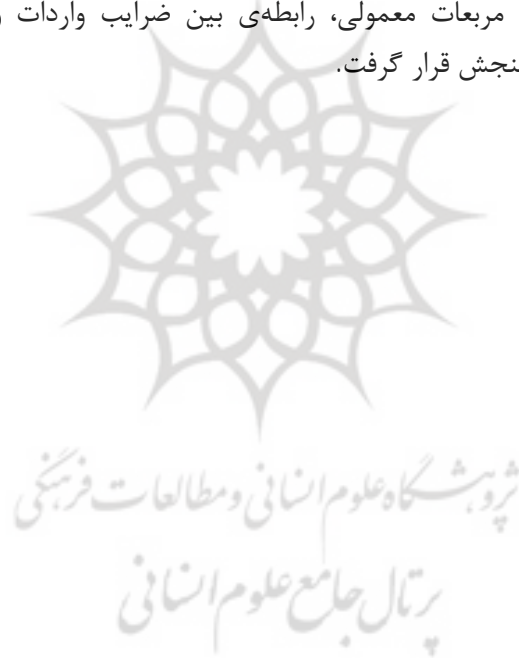 مربعات معمولی، رابطه‌ی بین ضرایب واردات
قرار گرفت.
پژوهشگاه علوم انسانی و مطالعات فرهنگی
پرتال جامع علوم انسانی